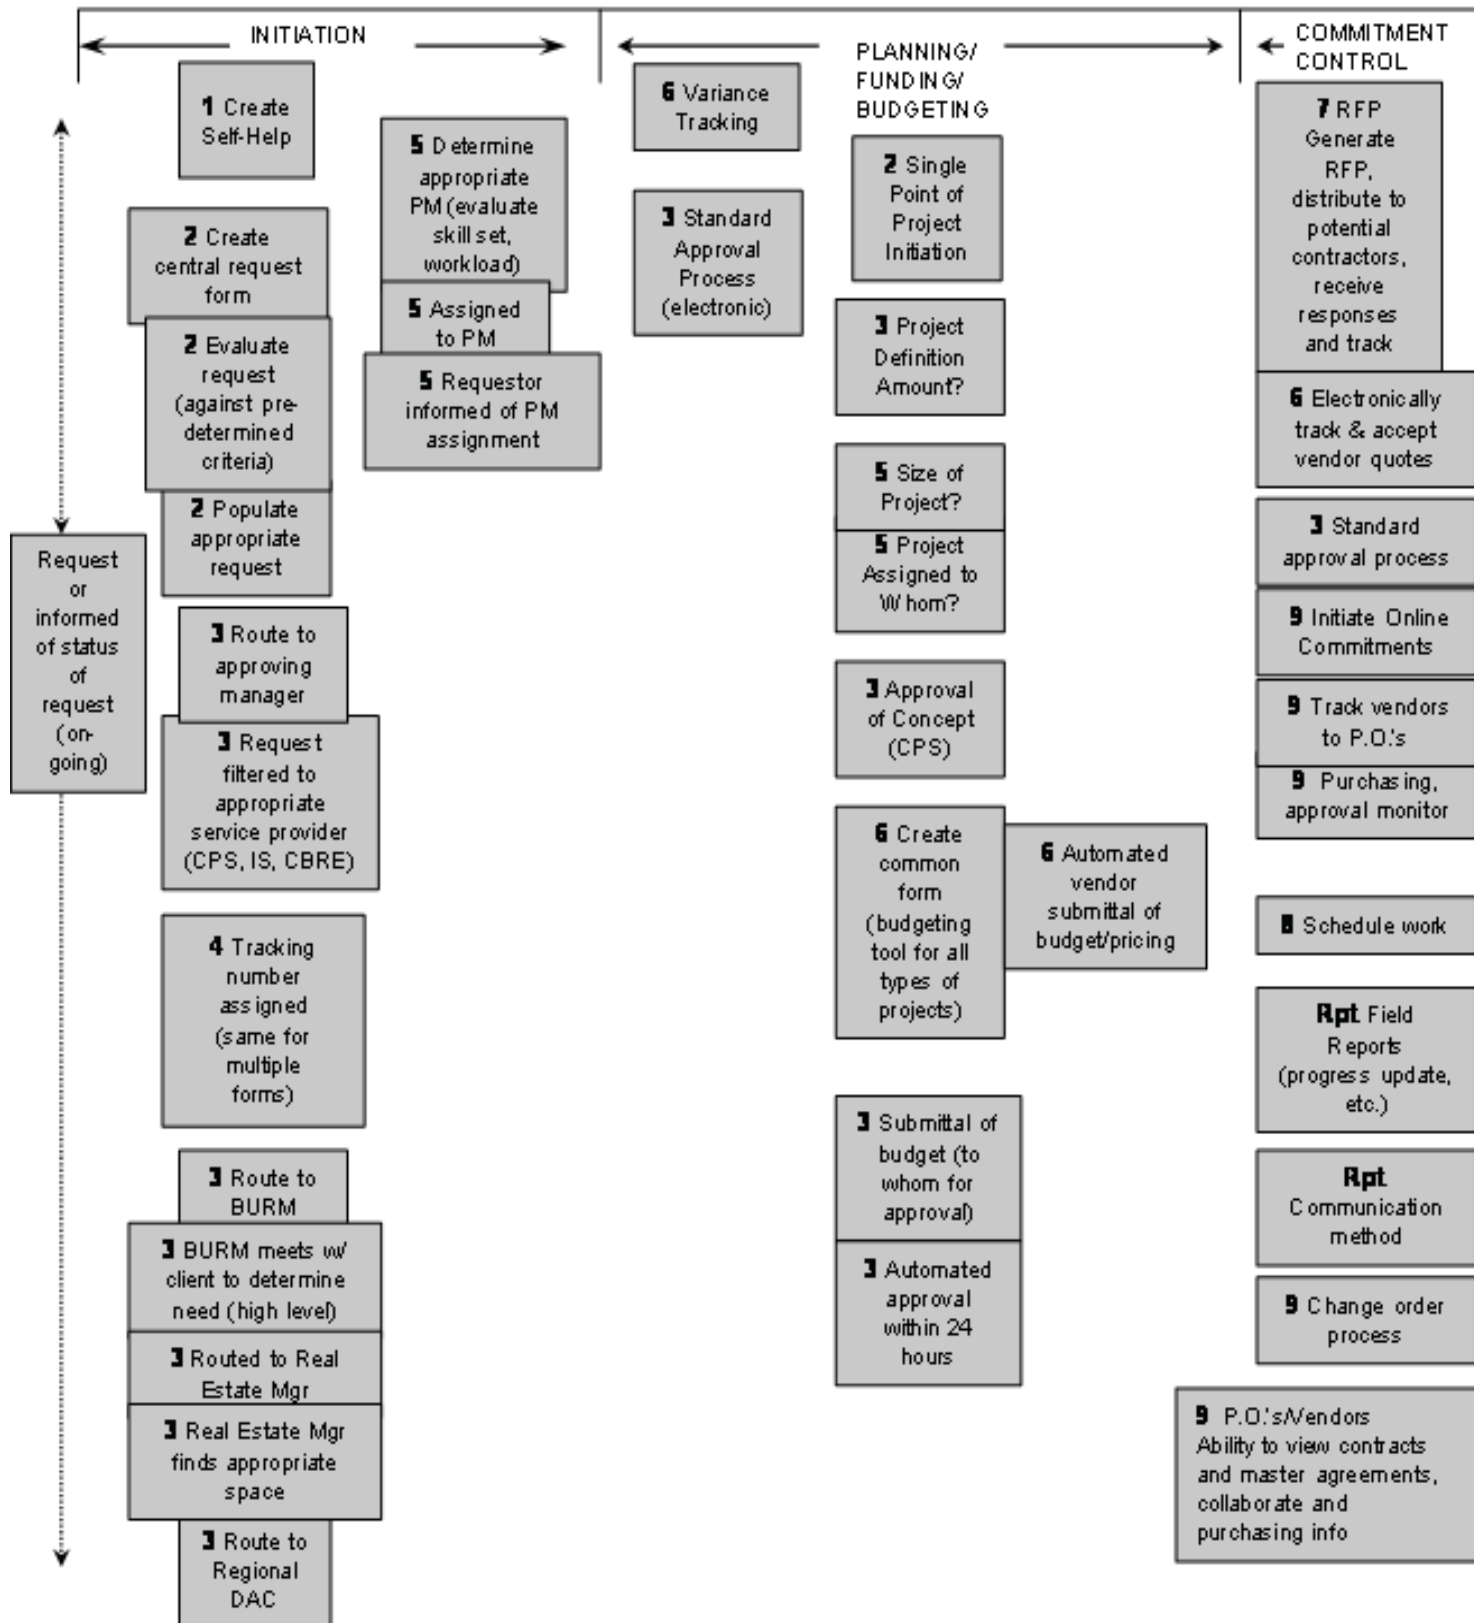 INITIATION
PLANNING/
FUNDING/
BUDGETING
COMMITMENT
CONTROL
Request
or
informed
of status
of
request
(on-
going)
1 Create
Self-Help
2 Create
central request
form
2 Evaluate
request
(against pre-
determined
criteria)
2 Populate
appropriate
request
3 Route to
approving
manager
3 Request
filtered to
appropriate
service provider
(CPS, IS, CBRE)
4 Tracking
number
assigned
(same for
multiple
forms)
3 Route to
BURM
3 BURM meets w/
client to determine
need (high level)
3 Routed to Real
Estate Mgr
3 Real Estate Mgr
finds appropriate
space
3 Route to
Regional
DAC
5 Determine
appropriate
PM (evaluate
skill set,
workload)
5 Assigned
to PM
5 Requestor
informed of PM
assignment
6 Variance
Tracking
3 Standard
Approval
Process
(electronic)
2 Single
Point of
Project
Initiation
3 Project
Definition
Amount?
5 Size of
Project?
5 Project
Assigned to
Whom?
3 Approval
of Concept
(CPS)
6 Create
common
form
(budgeting
tool for all
types of
projects)
6 Automated
vendor
submittal of
budget/pricing
3 Submittal of
budget (to
whom for
approval)
3 Automated
approval
within 24
hours
7 RFP
Generate
RFP,
distribute to
potential
contractors,
receive
responses
and track
6 Electronically
track & accept
vendor quotes
3 Standard
approval process
9 Initiate Online
Commitments
9 Track vendors
to P.O.'s
9 Purchasing,
approval monitor
8 Schedule work
Rpt Field
Reports
(progress update,
etc.)
Rpt
Communication
method
9 Change order
process
9 P.O.'s/Vendors
Ability to view contracts
and master agreements,
collaborate and
purchasing info